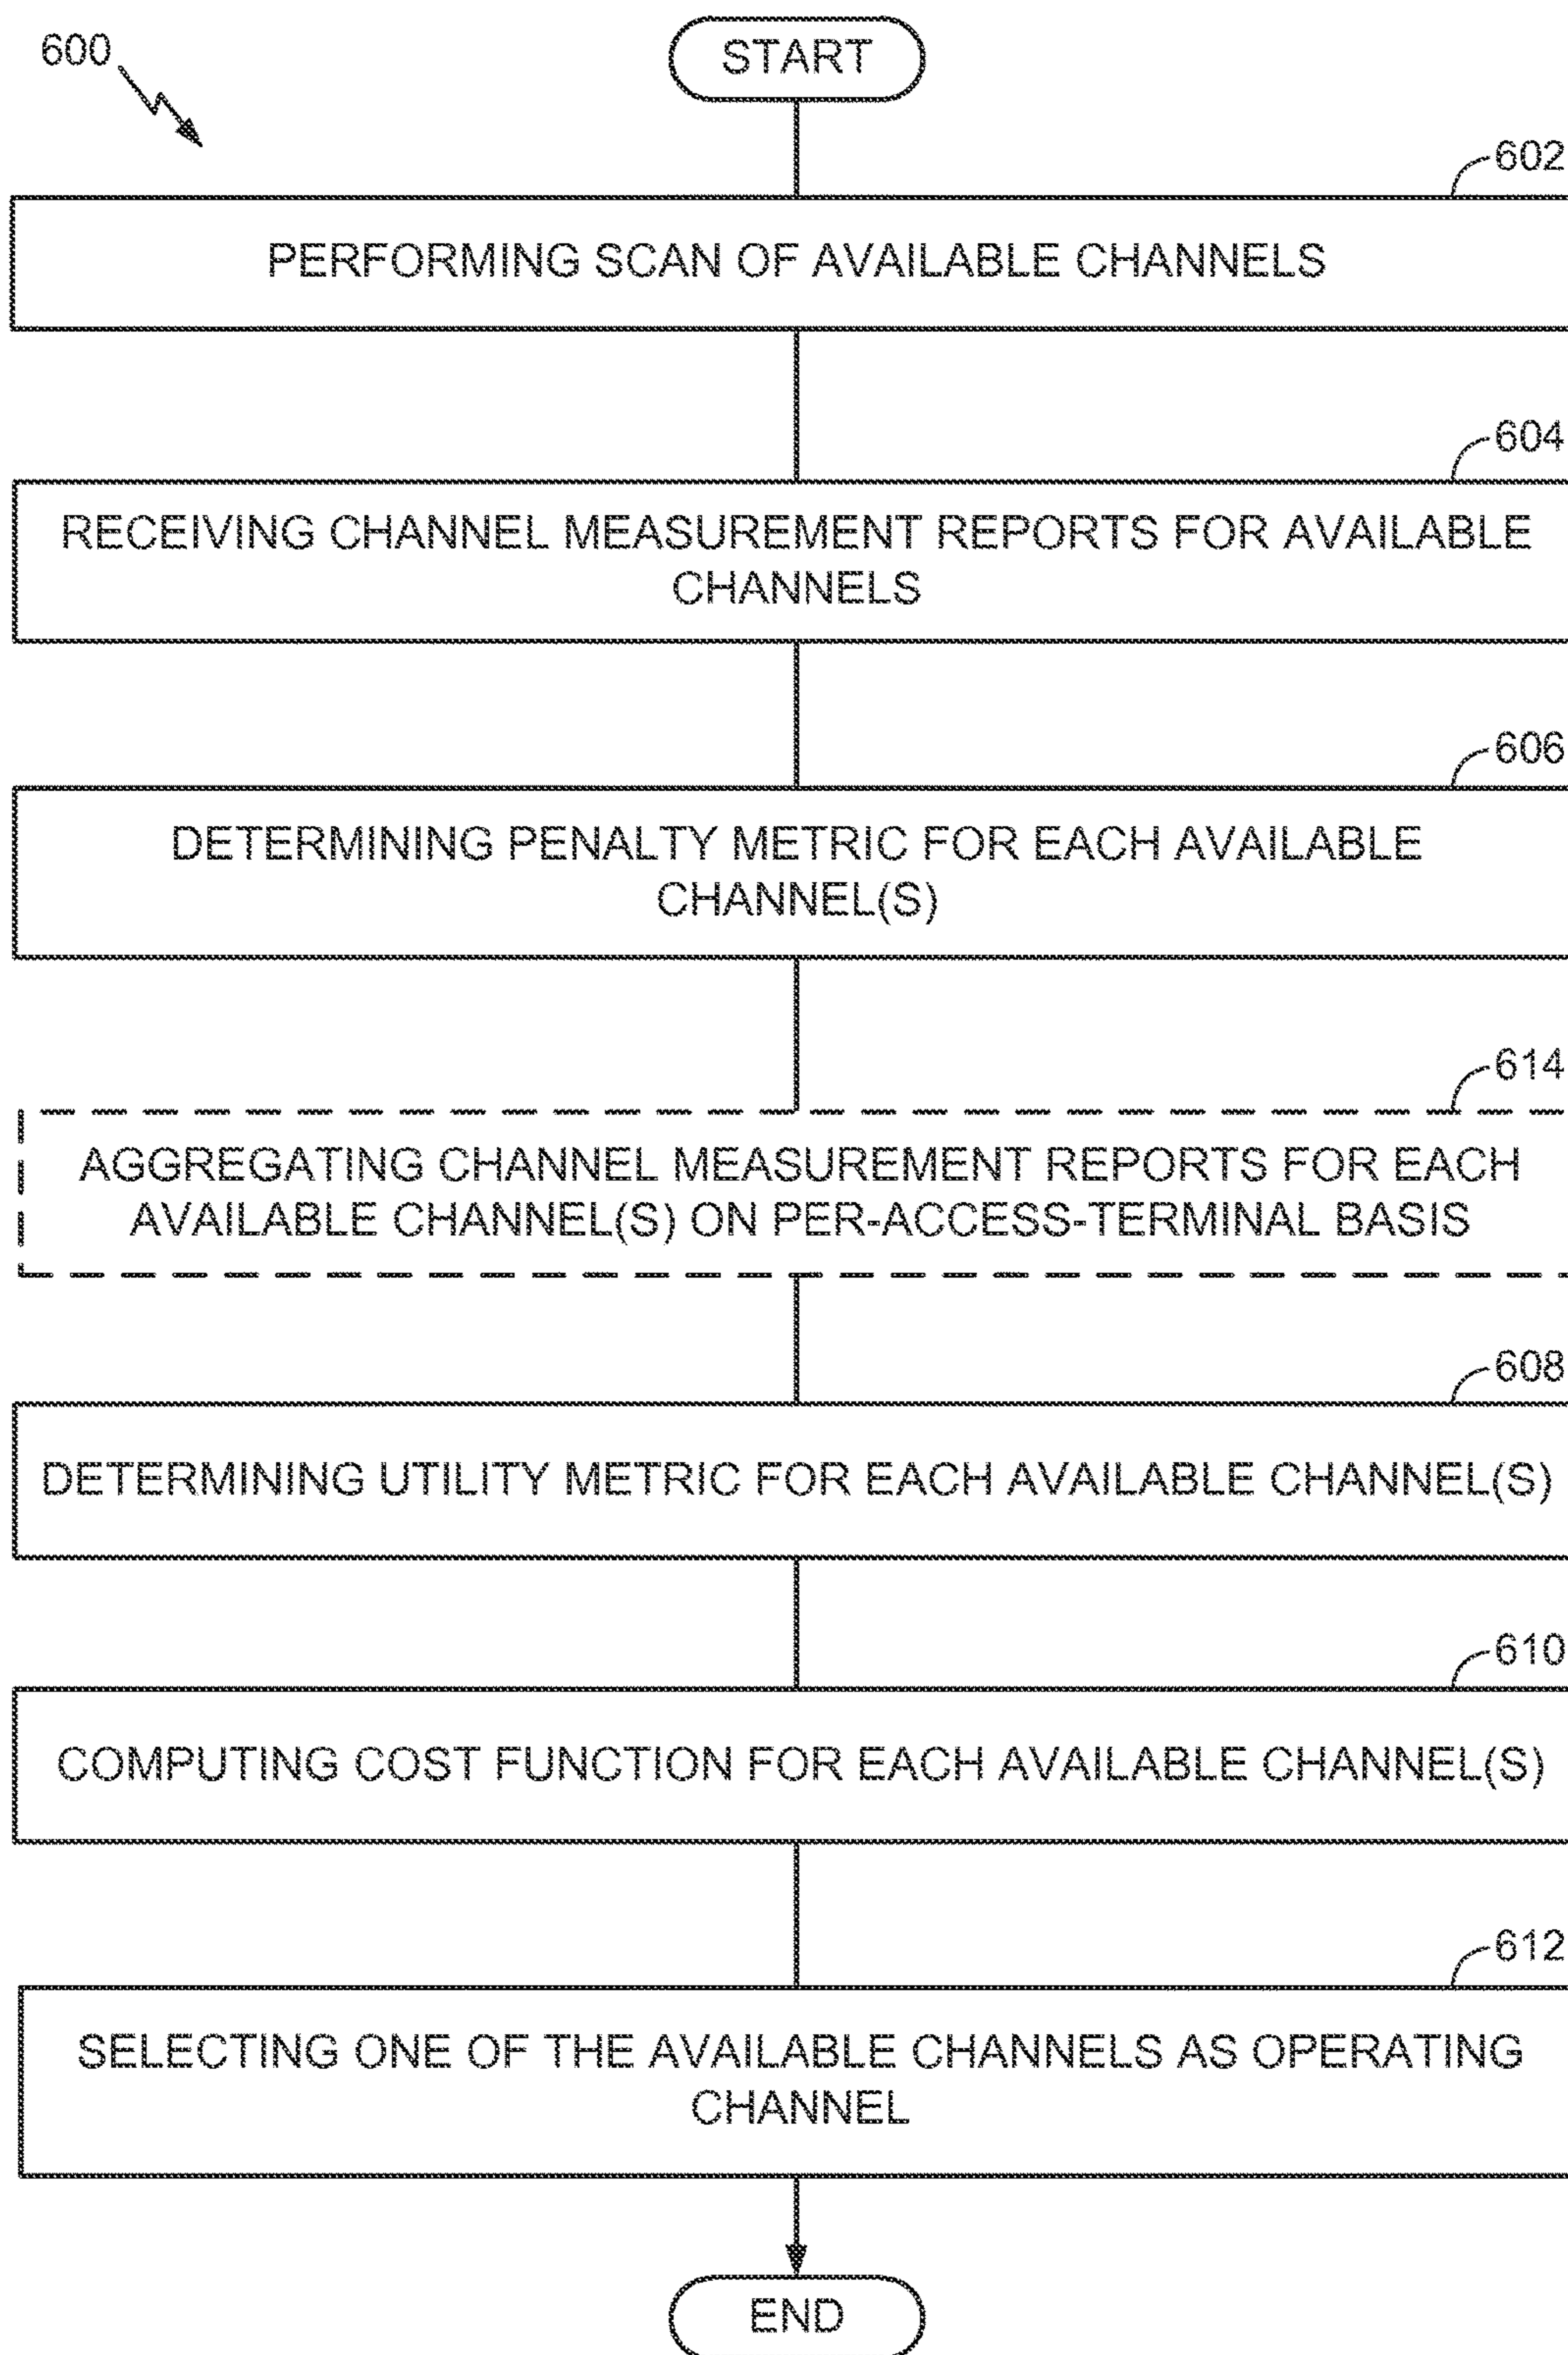 600
START
602
PERFORMING SCAN OF AVAILABLE CHANNELS
604
RECEIVING CHANNEL MEASUREMENT REPORTS FOR AVAILABLE
CHANNELS
606
DETERMINING PENALTY METRIC FOR EACH AVAILABLE
CHANNEL(S)
614
AGGREGATING CHANNEL MEASUREMENT REPORTS FOR EACH
AVAILABLE CHANNEL(S) ON PER-ACCESS-TERMINAL BASIS
608
DETERMINING UTILITY METRIC FOR EACH AVAILABLE CHANNEL(S)
610
COMPUTING COST FUNCTION FOR EACH AVAILABLE CHANNEL(S)
612
SELECTING ONE OF THE AVAILABLE CHANNELS AS OPERATING
CHANNEL
END